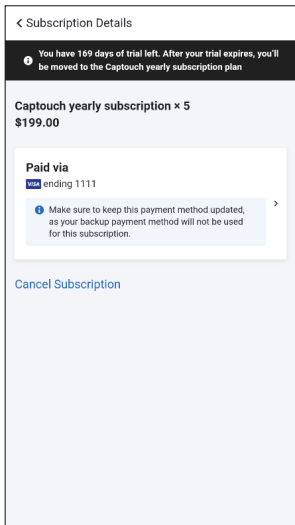 Subscription Details
You have 169 days of trial left. After your trial expires, you'll
be moved to the Captouch yearly subscription plan
Captouch yearly subscription × 5
$199.00
Paid via
VISA ending 1111
Make sure to keep this payment method updated,
as your backup payment method will not be used
for this subscription.
Cancel Subscription